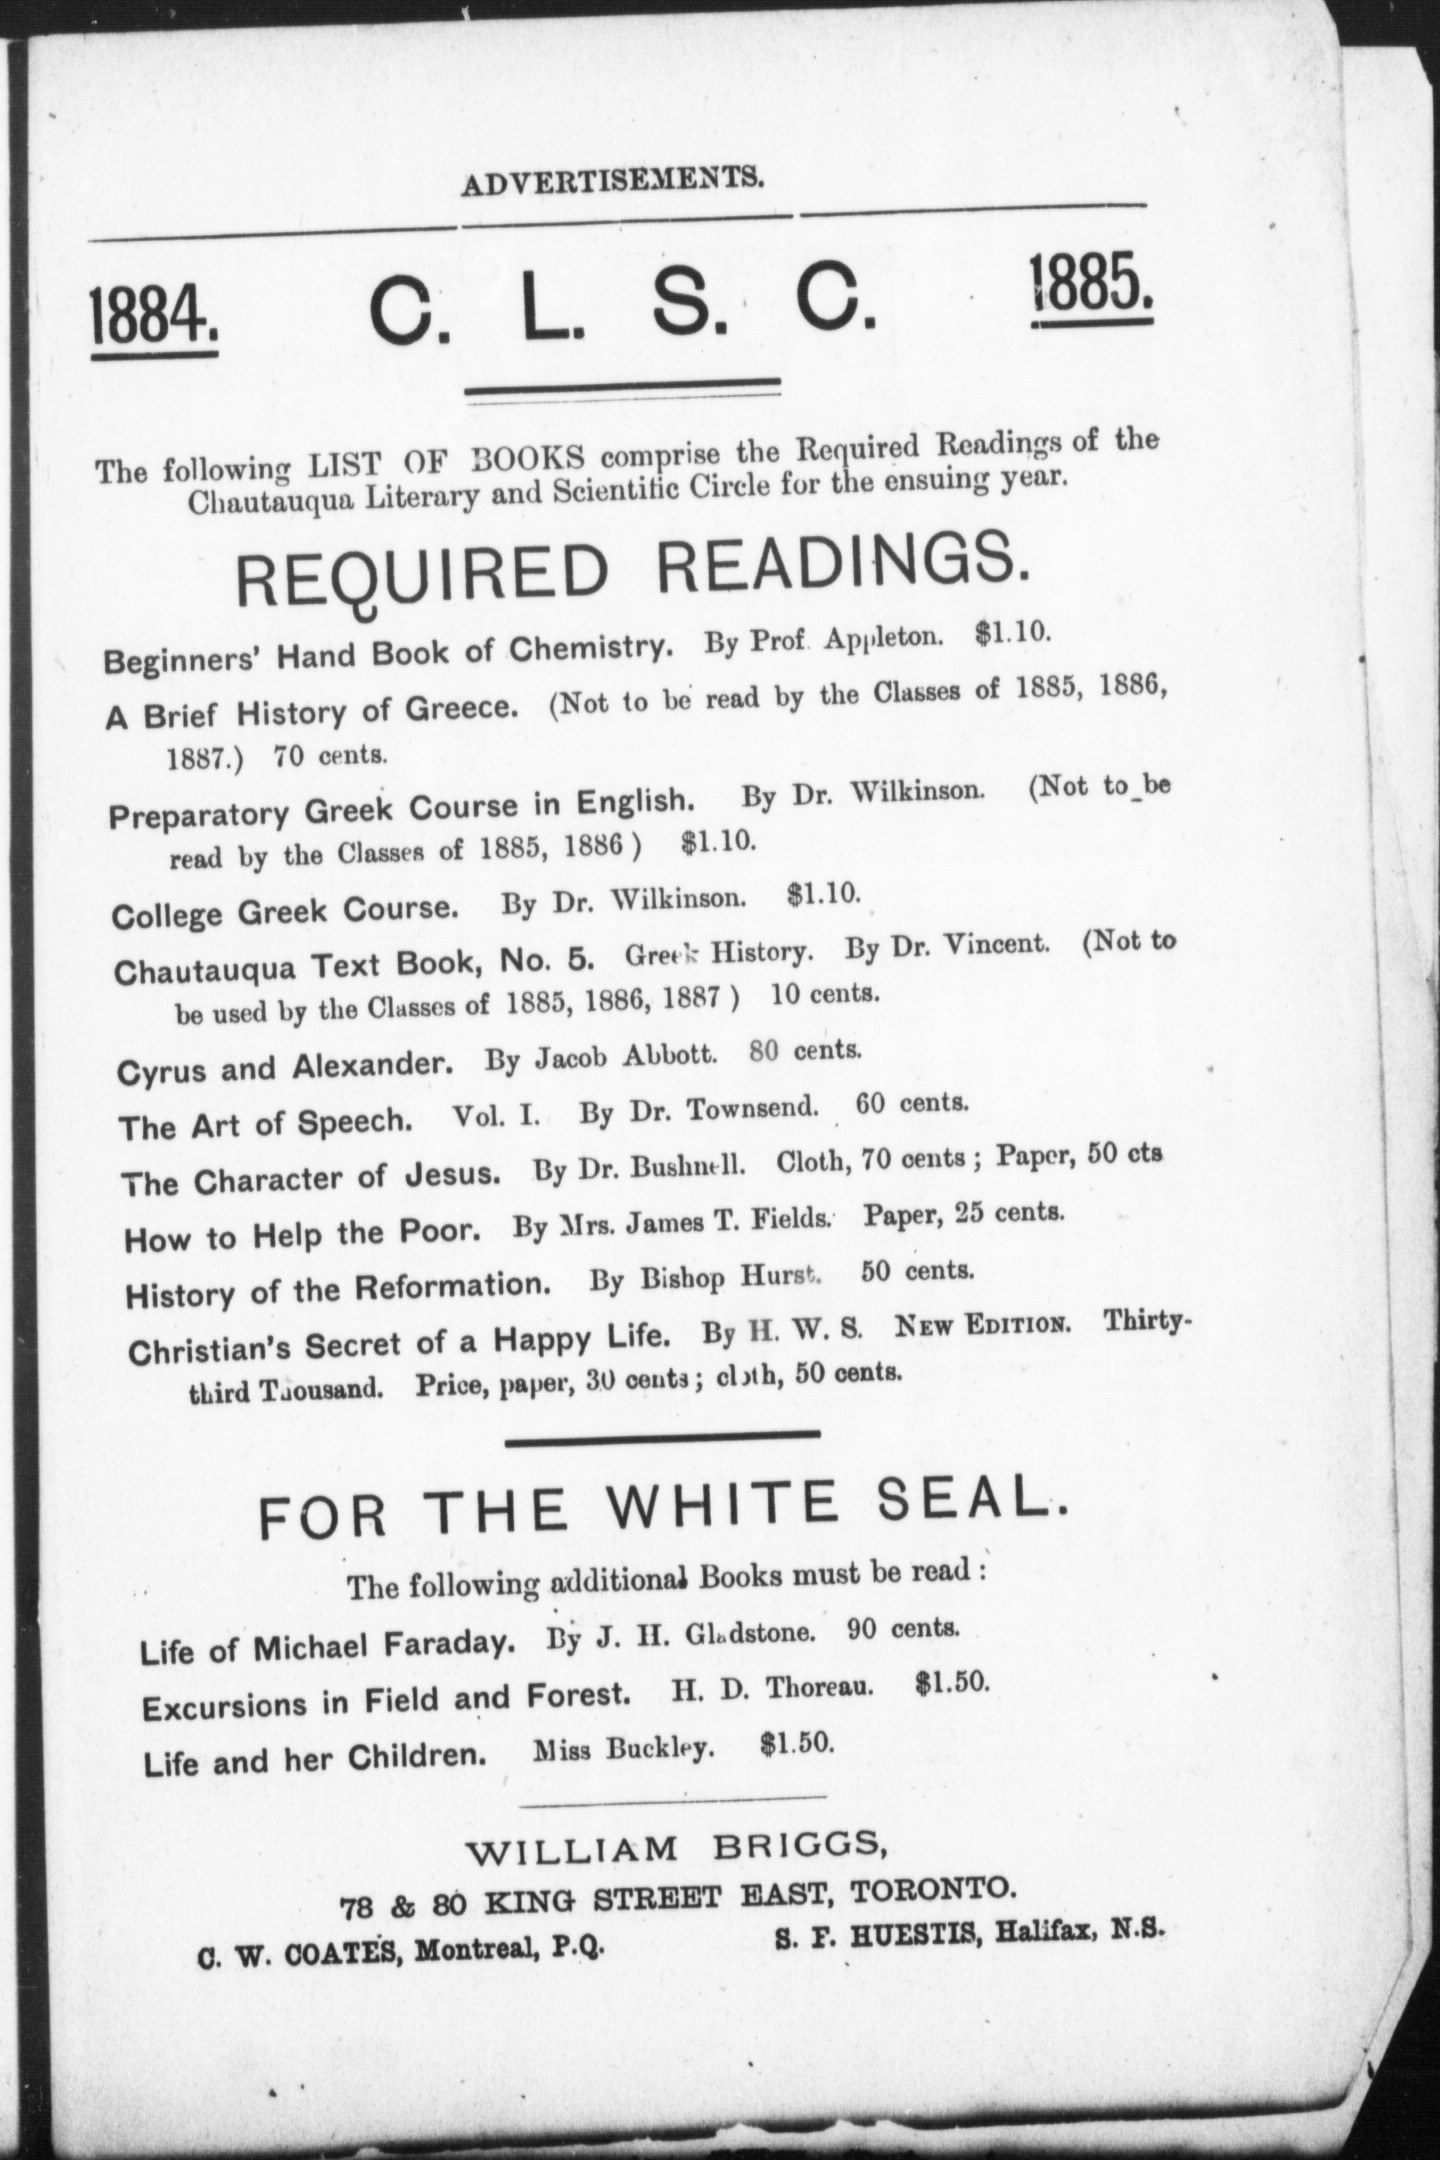 ADVERTISEMENTS.
1884. C. L. S. C. 1885.
The following LIST OF BOOKS comprise the Required Readings of the
Chautauqua Literary and Scientific Circle for the ensuing year.
REQUIRED READINGS.
Beginners' Hand Book of Chemistry. By Prof. Appleton. $1.10.
A Brief History of Greece. (Not to be read by the Classes of 1885, 1886,
1887.) 70 cents.
Preparatory Greek Course in English. By Dr. Wilkinson. (Not to be
read by the Classes of 1885, 1886 ) $1.10.
College Greek Course. By Dr. Wilkinson. $1.10.
Chautauqua Text Book, No. 5. Greek History. By Dr. Vincent. (Not to
be used by the Classes of 1885, 1886, 1887 ) 10 cents.
Cyrus and Alexander. By Jacob Abbott. 80 cents.
The Art of Speech. Vol. I. By Dr. Townsend. 60 cents.
The Character of Jesus. By Dr. Bushnell. Cloth, 70 cents ; Paper, 50 cts
How to Help the Poor. By Mrs. James T. Fields. Paper, 25 cents.
History of the Reformation. By Bishop Hurst. 50 cents.
Christian's Secret of a Happy Life. By H. W. S. NEW EDITION. Thirty-
third Thousand. Price, paper, 30 cents ; cloth, 50 cents.
FOR THE WHITE SEAL.
The following additional Books must be read :
Life of Michael Faraday. By J. H. Gladstone. 90 cents.
Excursions in Field and Forest. H. D. Thoreau. $1.50.
Life and her Children. Miss Buckley. $1.50.
WILLIAM BRIGGS,
78 & 80 KING STREET EAST, TORONTO.
C. W. COATES, Montreal, P.Q. S. F. HUESTIS, Halifax, N.S.